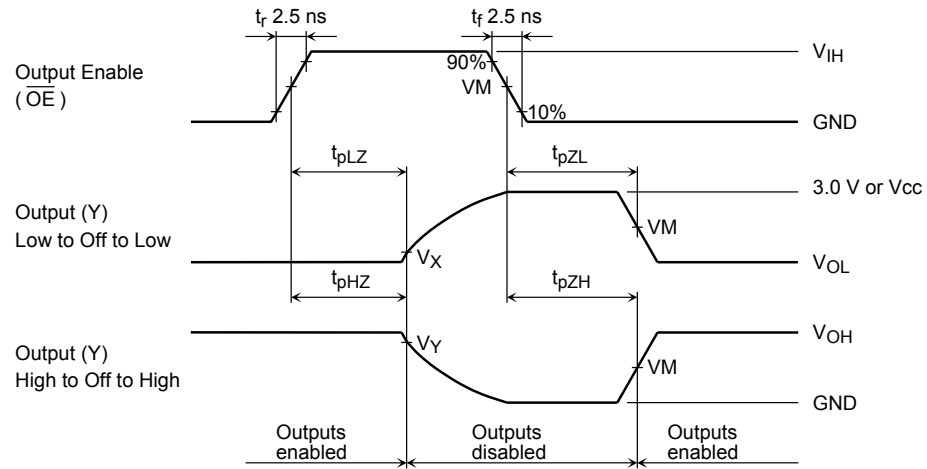 tr 2.5 ns
tf 2.5 ns
Output Enable
( OE )
90%
VM
10%
VIH
GND
tpLZ
tpZL
3.0 V or Vcc
Output (Y)
Low to Off to Low
VX
VM
VOL
tpHZ
tpZH
VOH
Output (Y)
High to Off to High
VY
VM
GND
Outputs
enabled
Outputs
disabled
Outputs
enabled